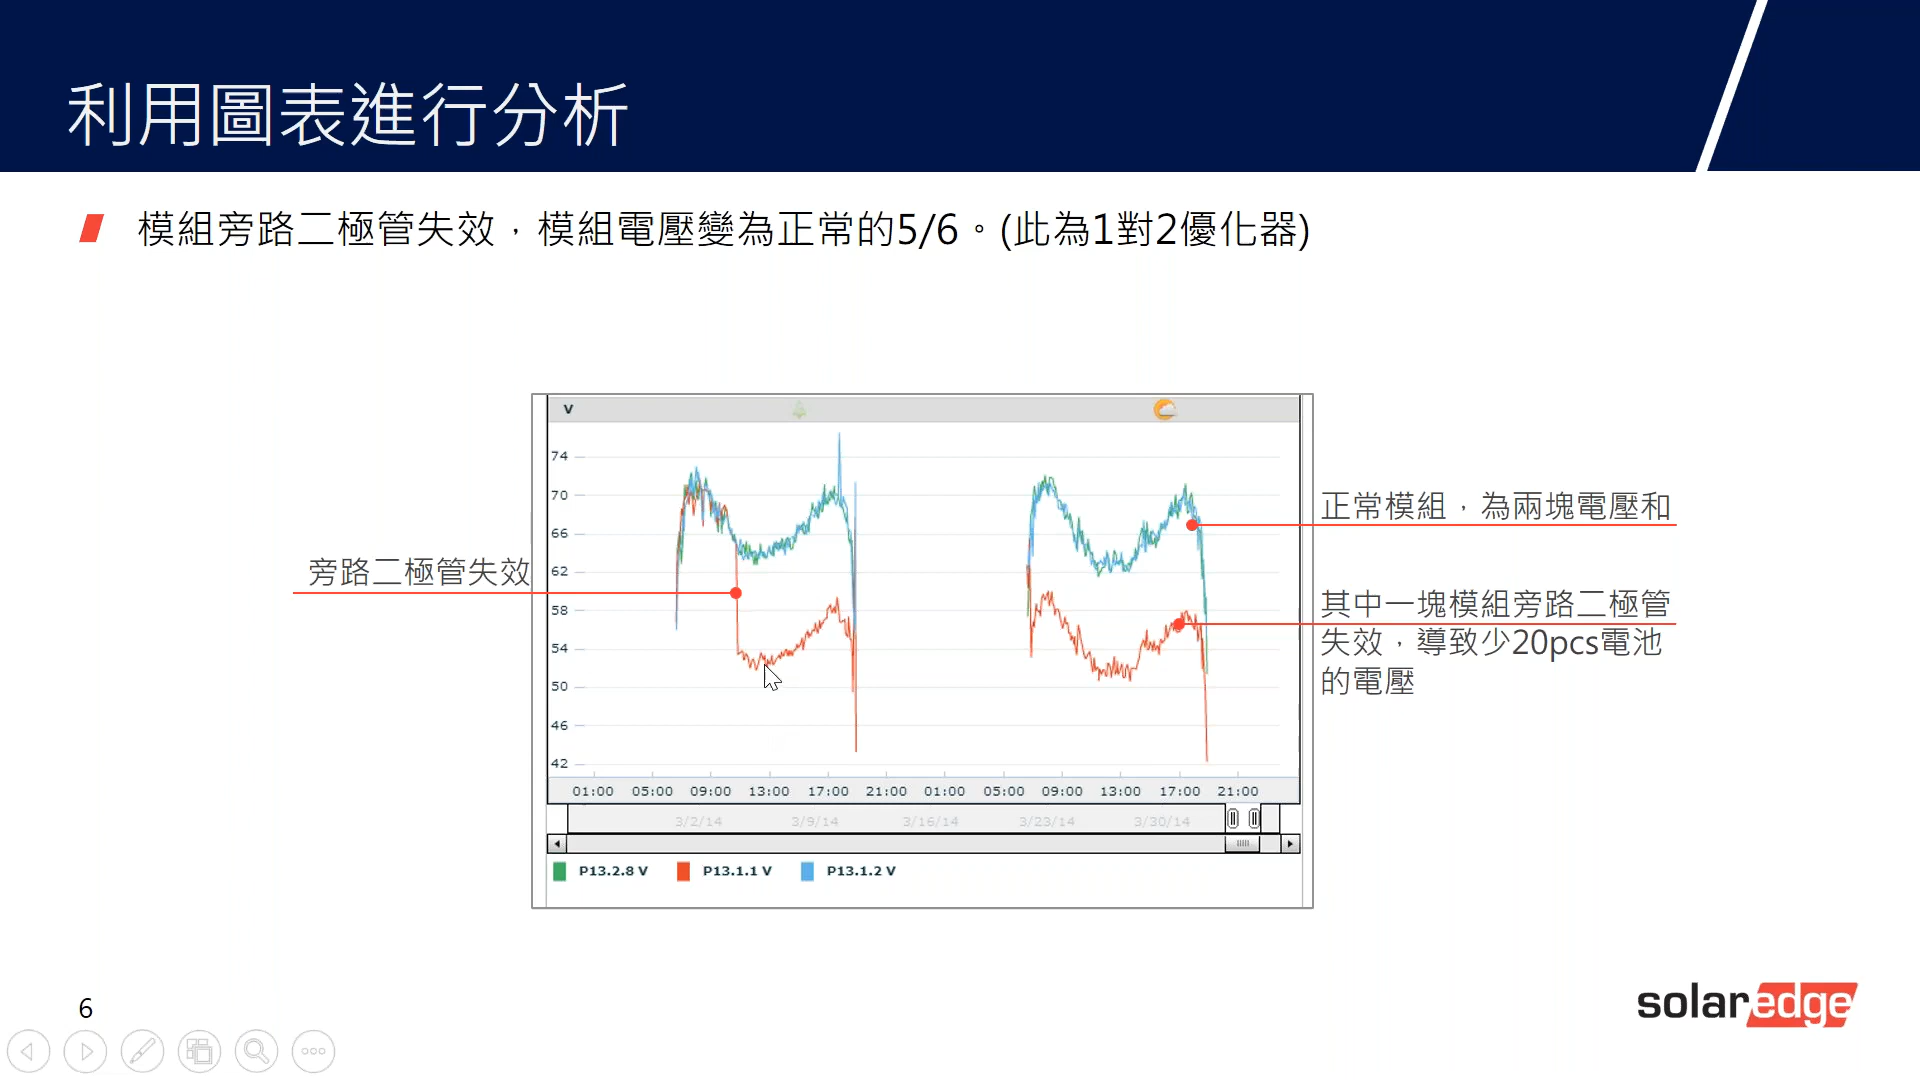 利用圖表進行分析
模組旁路二極管失效，模組電壓變為正常的5/6。(此為1對2優化器)
V
74
70
66
62
58
54
50
46
42
旁路二極管失效
正常模組，為兩塊電壓和
其中一塊模組旁路二極管
失效，導致少20pcs電池
的電壓
01:00 05:00 09:00 13:00 17:00 21:00 01:00 05:00 09:00 13:00 17:00 21:00
3/2/14 3/9/14 3/16/14 3/23/14 3/30/14
P13.2.8 V P13.1.1 V P13.1.2 V
6
solaredge